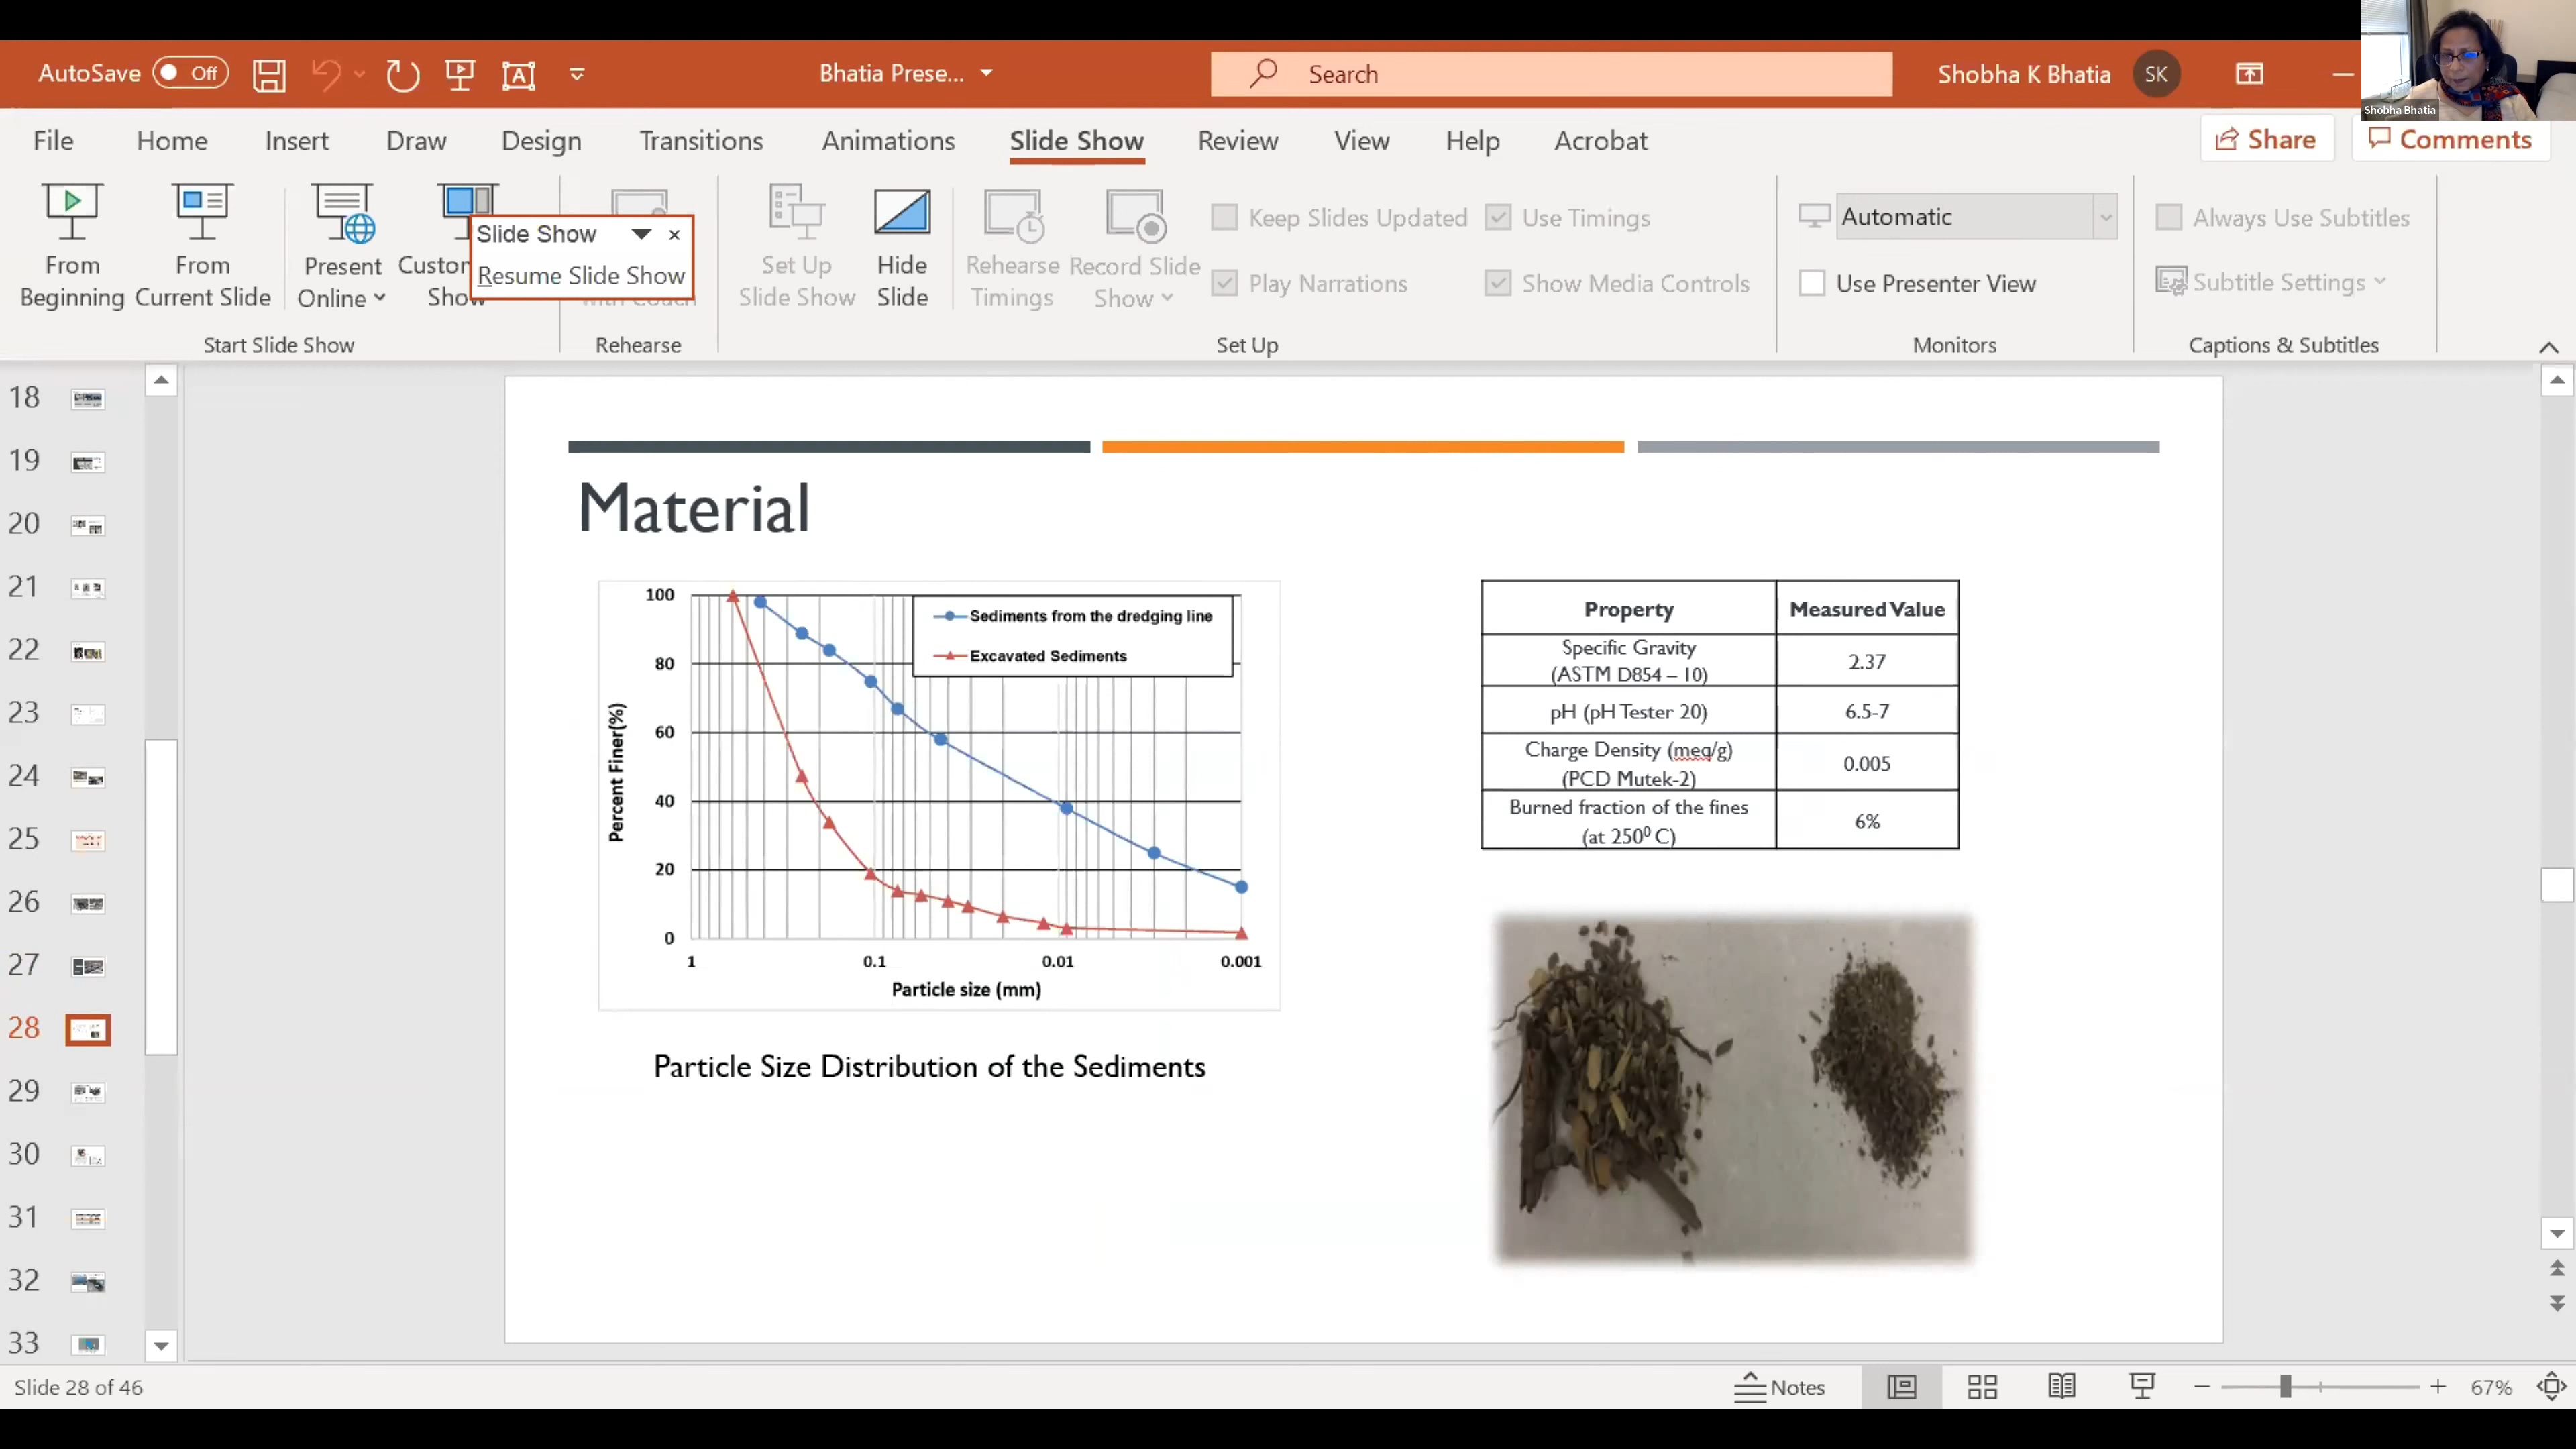 AutoSave Off
Bhatia Prese...
Search
Shobha K Bhatia SK
Shobha Bhatia
File Home Insert Draw Design Transitions Animations Slide Show Review View Help Acrobat
Share Comments
From Beginning
From Current Slide
Present Online
Custom
Show
Slide Show
Resume Slide Show
with Coach
Set Up Slide Show
Hide Slide
Rehearse Timings
Record Slide Show
Keep Slides Updated
Play Narrations
Use Timings
Show Media Controls
Automatic
Use Presenter View
Always Use Subtitles
Subtitle Settings
Start Slide Show
Rehearse
Set Up
Monitors
Captions & Subtitles
18
19
20
21
22
23
24
25
26
27
28
29
30
31
32
33
Material
100
80
60
40
20
0
Percent Finer(%)
Sediments from the dredging line
Excavated Sediments
1 0.1 0.01 0.001
Particle size (mm)
Particle Size Distribution of the Sediments
Property Measured Value
Specific Gravity
(ASTM D854 – 10) 2.37
pH (pH Tester 20) 6.5-7
Charge Density (meq/g)
(PCD Mutek-2) 0.005
Burned fraction of the fines
(at 250⁰ C) 6%
Slide 28 of 46
Notes
67%